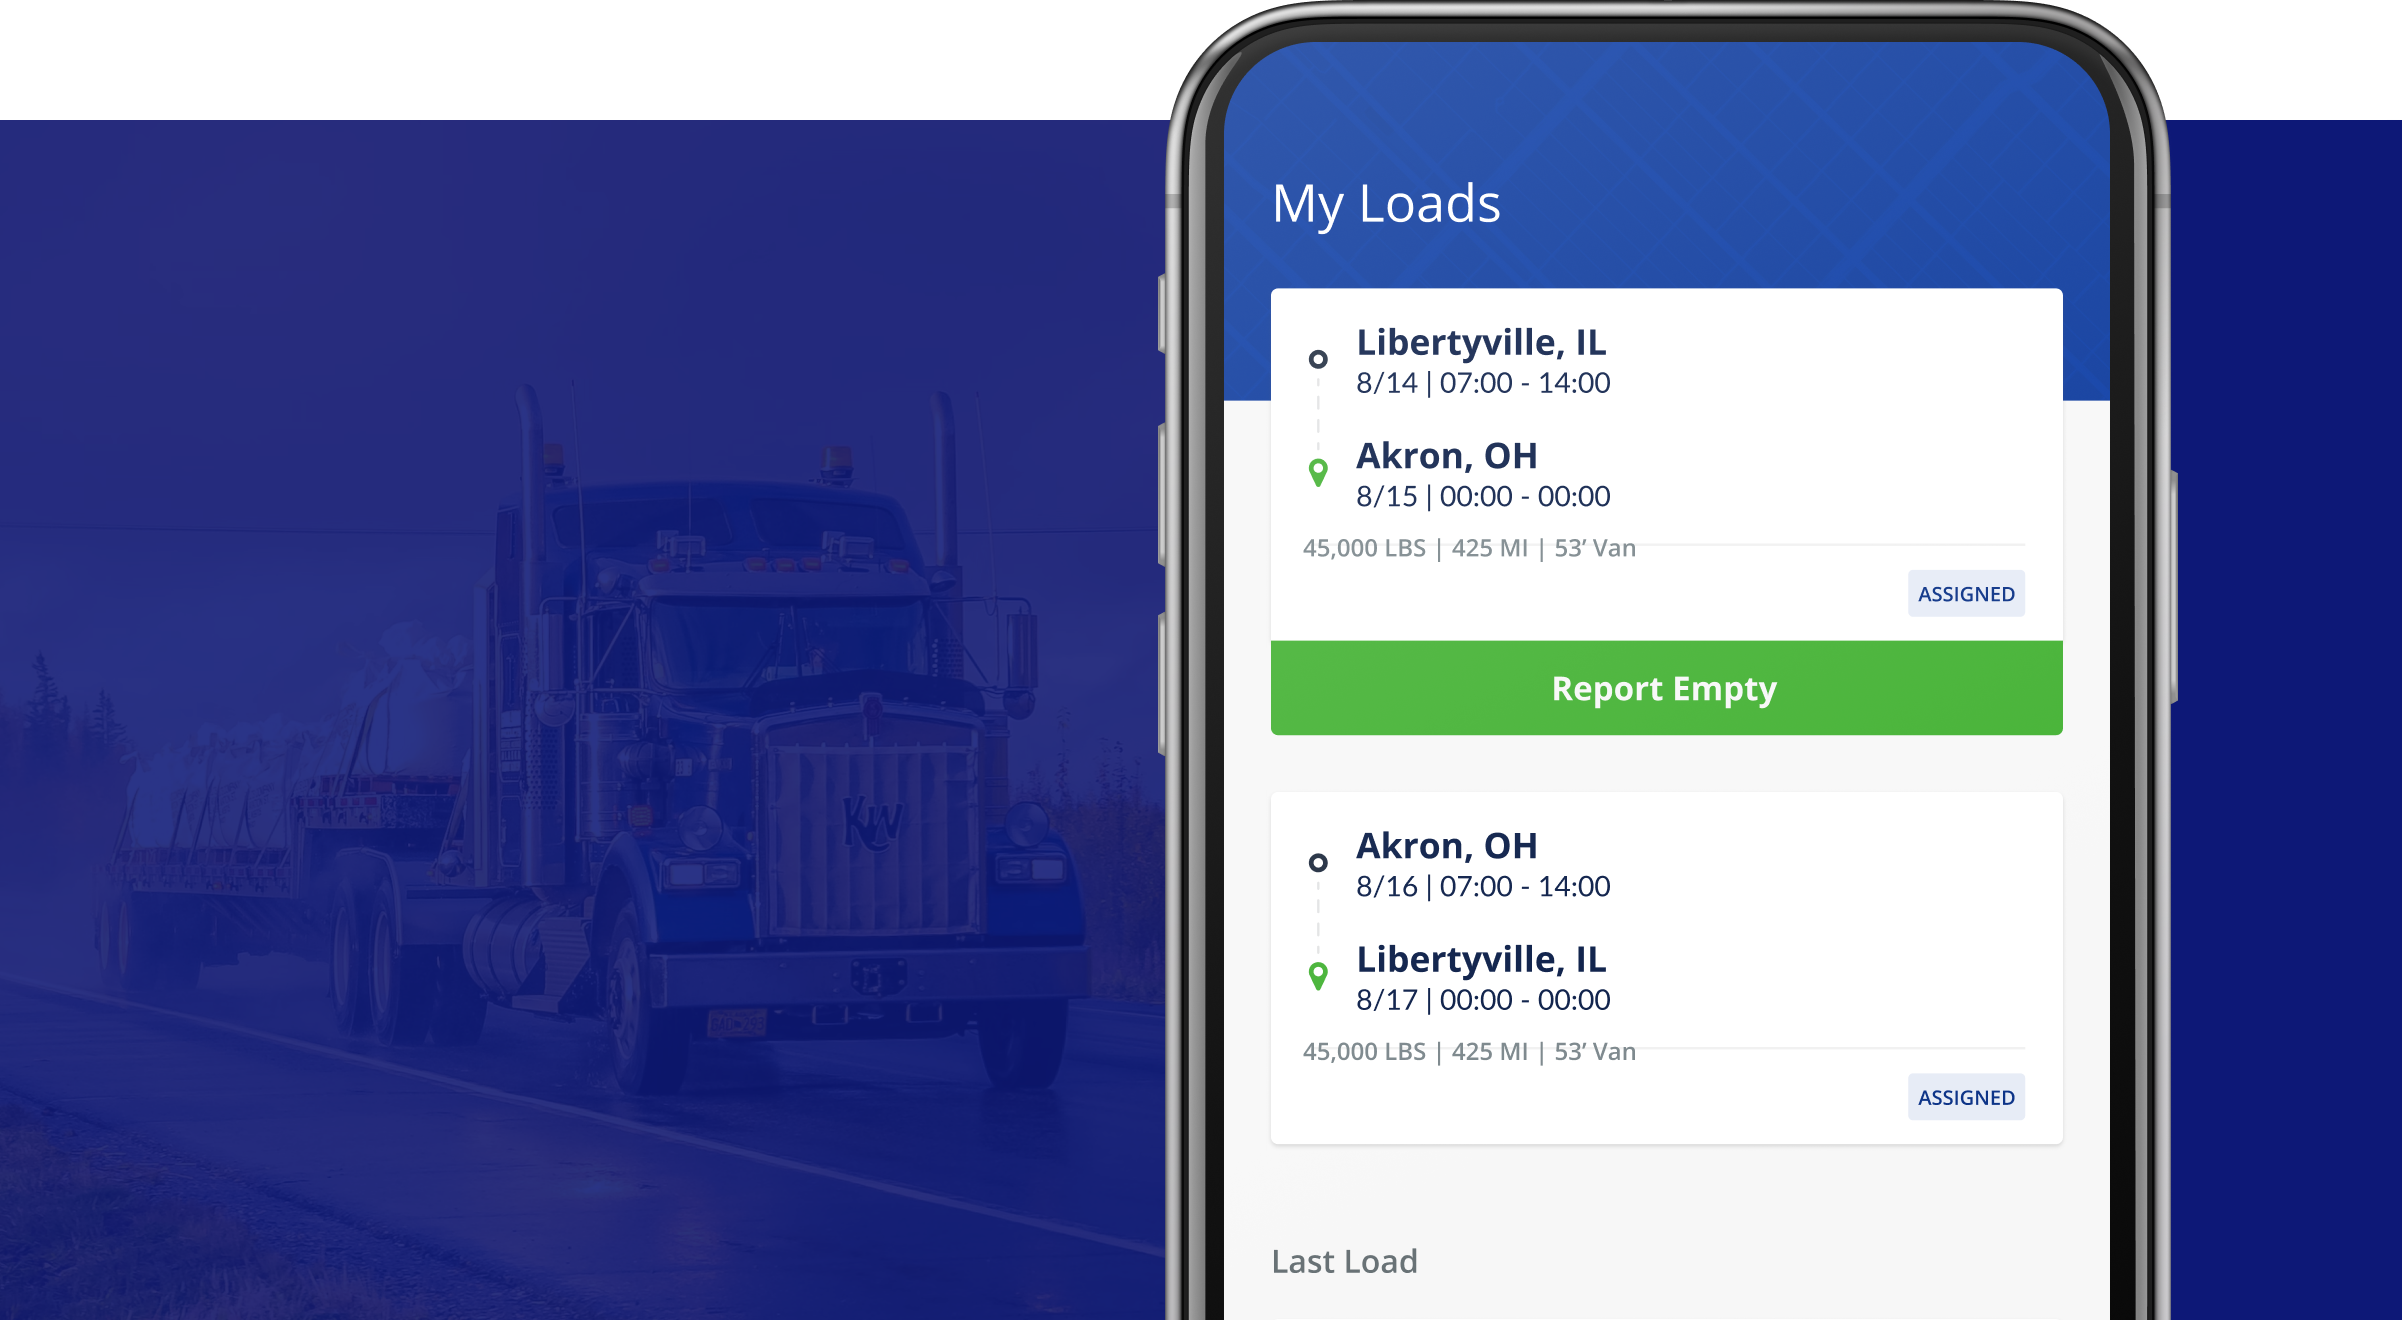 My Loads
Libertyville, IL
8/14 | 07:00 - 14:00
Akron, OH
8/15 | 00:00 - 00:00
45,000 LBS | 425 MI | 53’ Van
ASSIGNED
Report Empty
Akron, OH
8/16 | 07:00 - 14:00
Libertyville, IL
8/17 | 00:00 - 00:00
45,000 LBS | 425 MI | 53’ Van
ASSIGNED
Last Load
KW